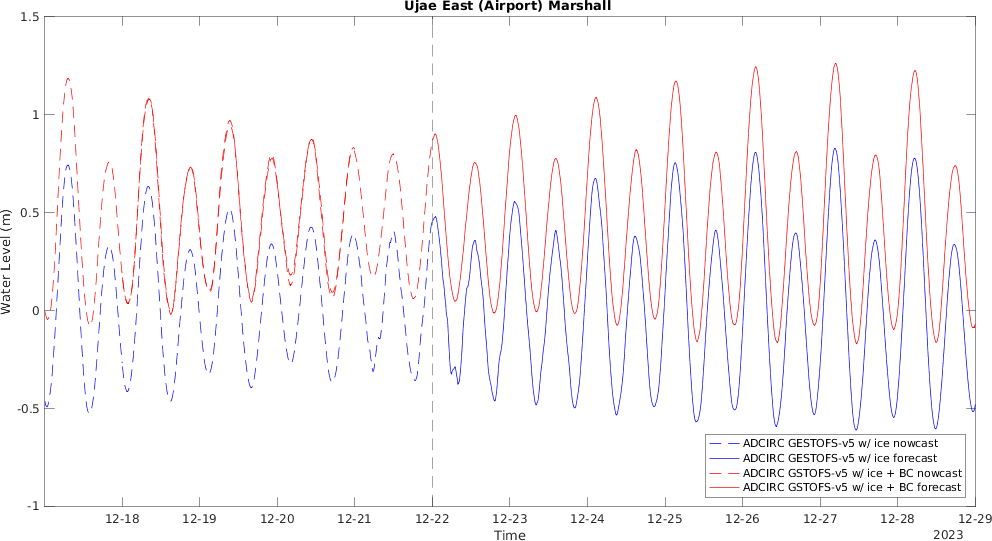 Ujae East (Airport) Marshall
Water Level (m)
1.5
1
0.5
0
-0.5
-1
12-18
12-19
12-20
12-21
12-22
12-23
12-24
12-25
12-26
12-27
12-28
12-29
Time
2023
ADCIRC GESTOFS-v5 w/ ice nowcast
ADCIRC GESTOFS-v5 w/ ice forecast
ADCIRC GSTOFS-v5 w/ ice + BC nowcast
ADCIRC GSTOFS-v5 w/ ice + BC forecast